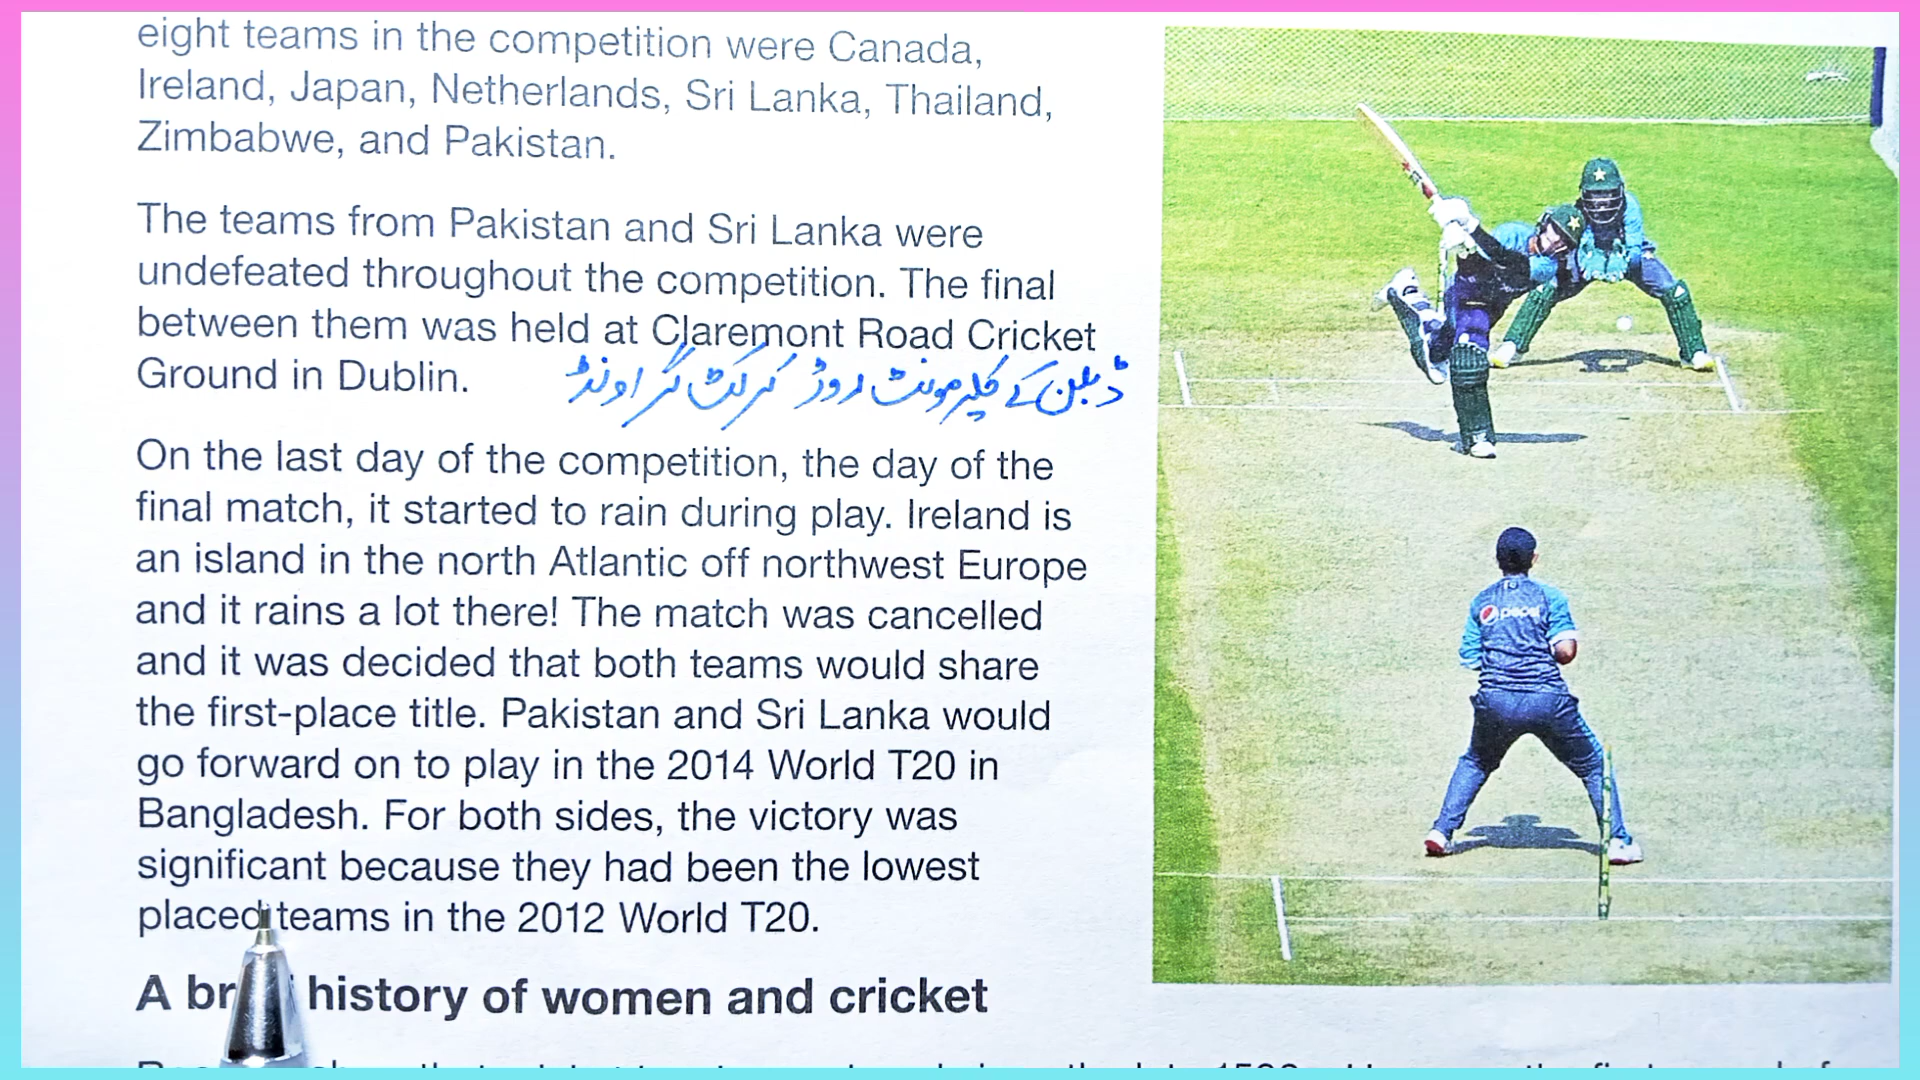 eight teams in the competition were Canada,
Ireland, Japan, Netherlands, Sri Lanka, Thailand,
Zimbabwe, and Pakistan.
The teams from Pakistan and Sri Lanka were
undefeated throughout the competition. The final
between them was held at Claremont Road Cricket
Ground in Dublin.
ڈبلن کے کلیرمونٹ روڈ کرکٹ گراونڈ
On the last day of the competition, the day of the
final match, it started to rain during play. Ireland is
an island in the north Atlantic off northwest Europe
and it rains a lot there! The match was cancelled
and it was decided that both teams would share
the first-place title. Pakistan and Sri Lanka would
go forward on to play in the 2014 World T20 in
Bangladesh. For both sides, the victory was
significant because they had been the lowest
placed teams in the 2012 World T20.
A history of women and cricket
pepsi